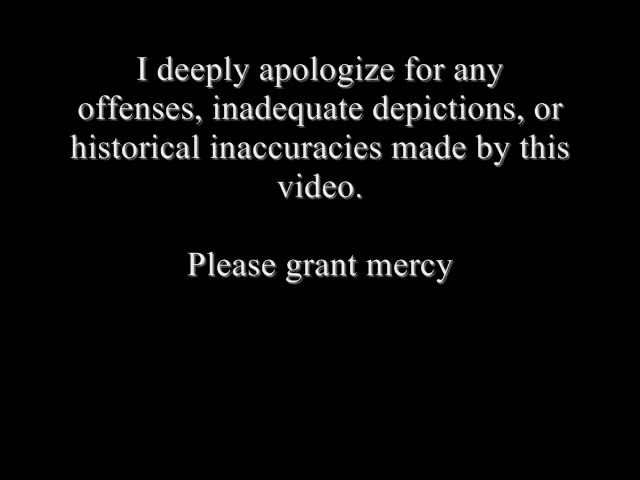 I deeply apologize for any
offenses, inadequate depictions, or
historical inaccuracies made by this
video.
Please grant mercy